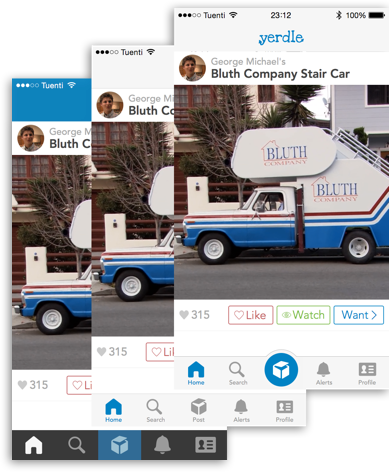 Tuenti
23:12
100%
yerdle
George Michael's
Bluth Company Stair Car
BLUTH
COMPANY
BLUTH
COMPANY
315
Like
Watch
Want >
Home
Search
Alerts
Profile
Tuenti
George Mic
Bluth Co
315
Li
Home
Search
Post
Alerts
Profile
Tuenti
George M
Bluth C
315
Li